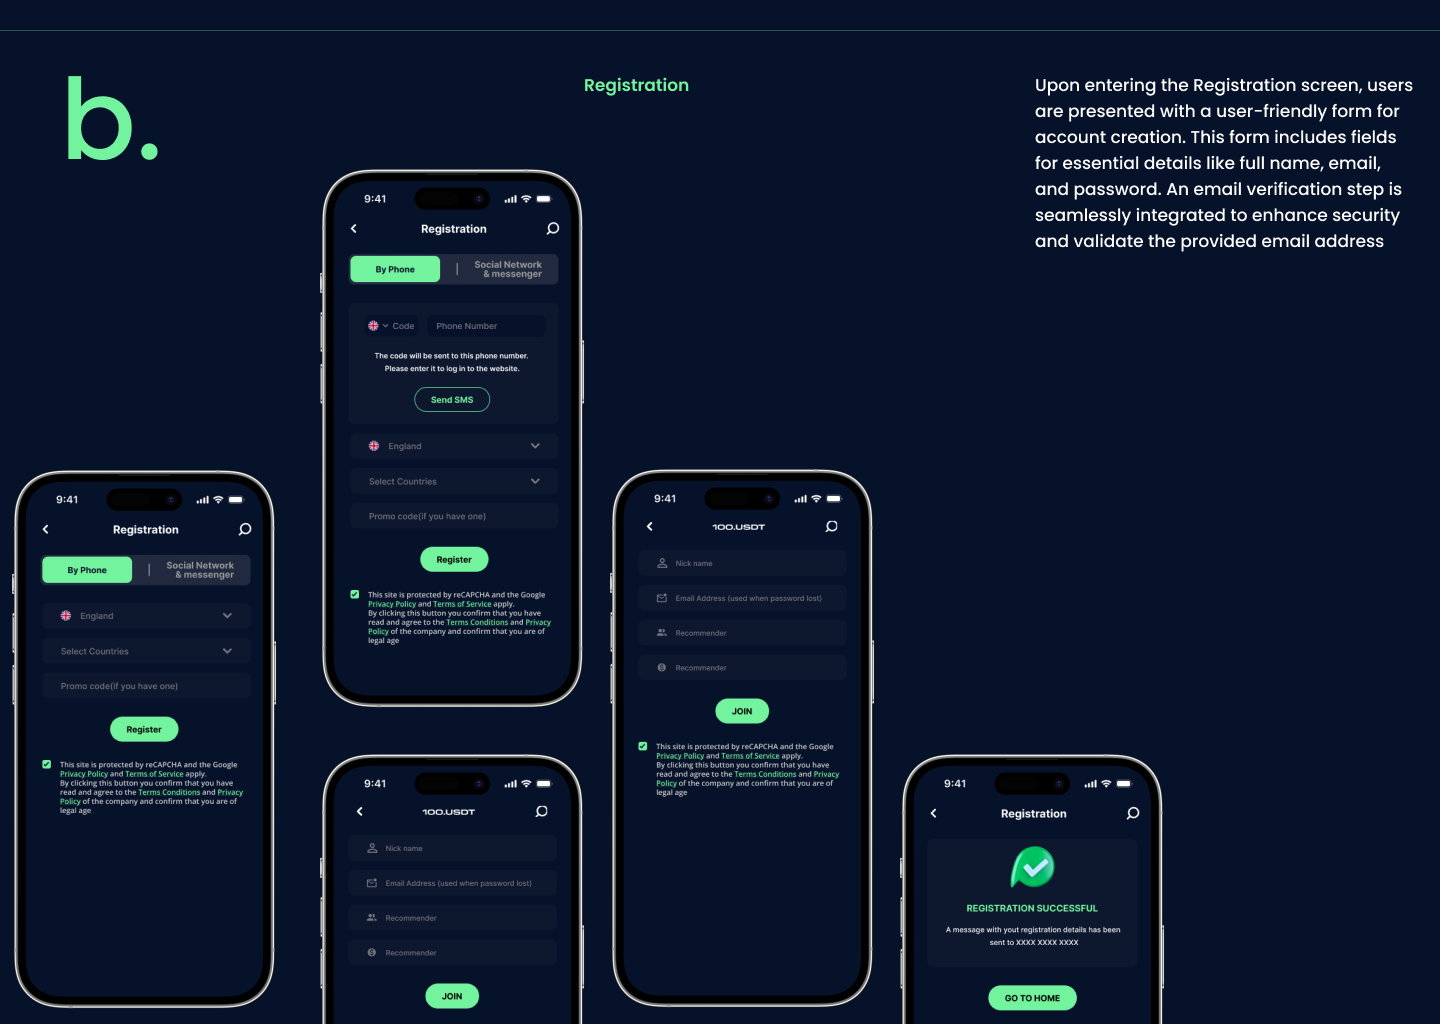 b.
Registration
Upon entering the Registration screen, users
are presented with a user-friendly form for
account creation. This form includes fields
for essential details like full name, email,
and password. An email verification step is
seamlessly integrated to enhance security
and validate the provided email address
9:41
Registration
By Phone
|
Social Network
& messenger
Code
Phone Number
The code will be sent to this phone number.
Please enter it to log in to the website.
Send SMS
England
Select Countries
Promo code(if you have one)
Register
This site is protected by reCAPCHA and the Google
Privacy Policy and Terms of Service apply.
By clicking this button you confirm that you have
read and agree to the Terms Conditions and Privacy
Policy of the company and confirm that you are of
legal age
9:41
Registration
By Phone
|
Social Network
& messenger
England
Select Countries
Promo code(if you have one)
Register
This site is protected by reCAPCHA and the Google
Privacy Policy and Terms of Service apply.
By clicking this button you confirm that you have
read and agree to the Terms Conditions and Privacy
Policy of the company and confirm that you are of
legal age
9:41
100.USDT
Nick name
Email Address (used when password lost)
Recommender
Recommender
JOIN
This site is protected by reCAPCHA and the Google
Privacy Policy and Terms of Service apply.
By clicking this button you confirm that you have
read and agree to the Terms Conditions and Privacy
Policy of the company and confirm that you are of
legal age
9:41
100.USDT
Nick name
Email Address (used when password lost)
Recommender
Recommender
JOIN
9:41
Registration
REGISTRATION SUCCESSFUL
A message with yout registration details has been
sent to XXXX XXXX XXXX
GO TO HOME